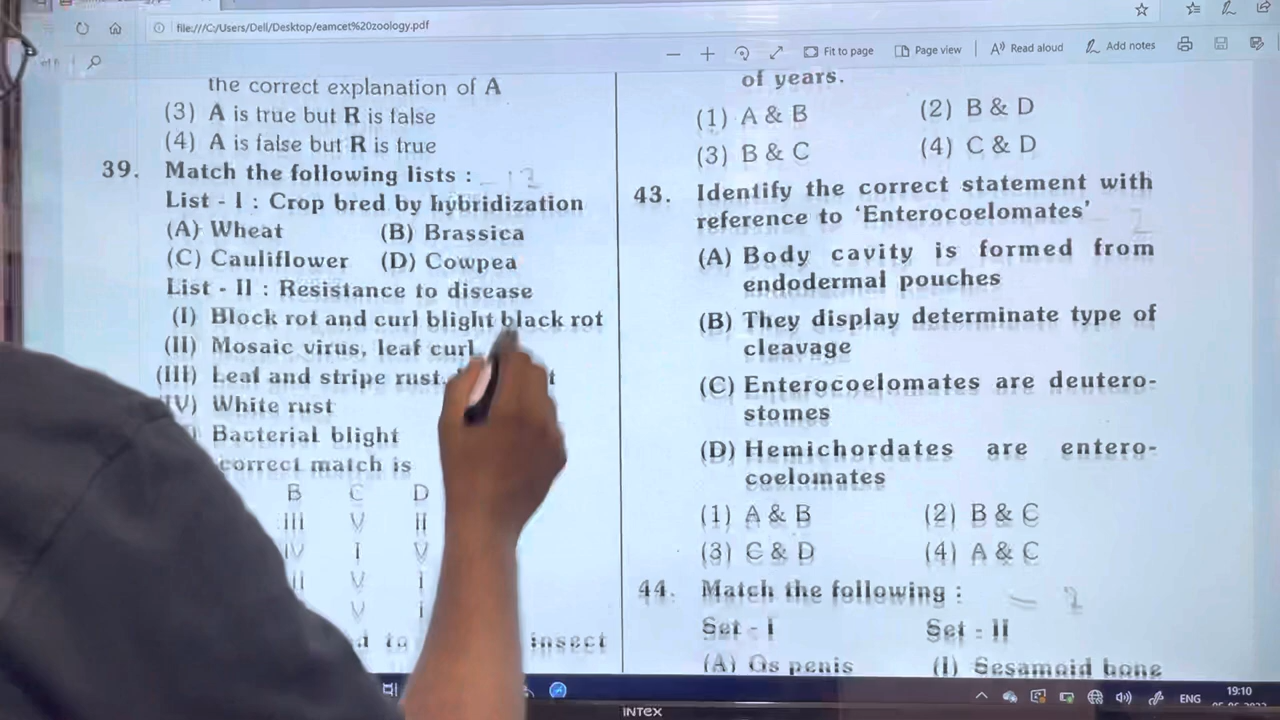 file:///C:/Users/Dell/Desktop/eamcet%20zoology.pdf
Fit to page
Page view
Read aloud
Add notes
the correct explanation of A
(3) A is true but R is false
(4) A is false but R is true
39. Match the following lists :
List - I : Crop bred by hybridization
(A) Wheat (B) Brassica
(C) Cauliflower (D) Cowpea
List - II : Resistance to disease
(I) Block rot and curl blight black rot
(II) Mosaic virus, leaf curl
(III) Leaf and stripe rust,
IV) White rust
Bacterial blight
correct match is
B C D
III V II
IV I V
II V I
V I
insect
of years.
(1) A & B (2) B & D
(3) B & C (4) C & D
43. Identify the correct statement with
reference to 'Enterocoelomates'
(A) Body cavity is formed from
endodermal pouches
(B) They display determinate type of
cleavage
(C) Enterocoelomates are deutero-
stomes
(D) Hemichordates are entero-
coelomates
(1) A & B (2) B & C
(3) C & D (4) A & C
44. Match the following :
Set - I Set - II
(A) Os penis (I) Sesamoid bone
ENG
19:10
INTEX